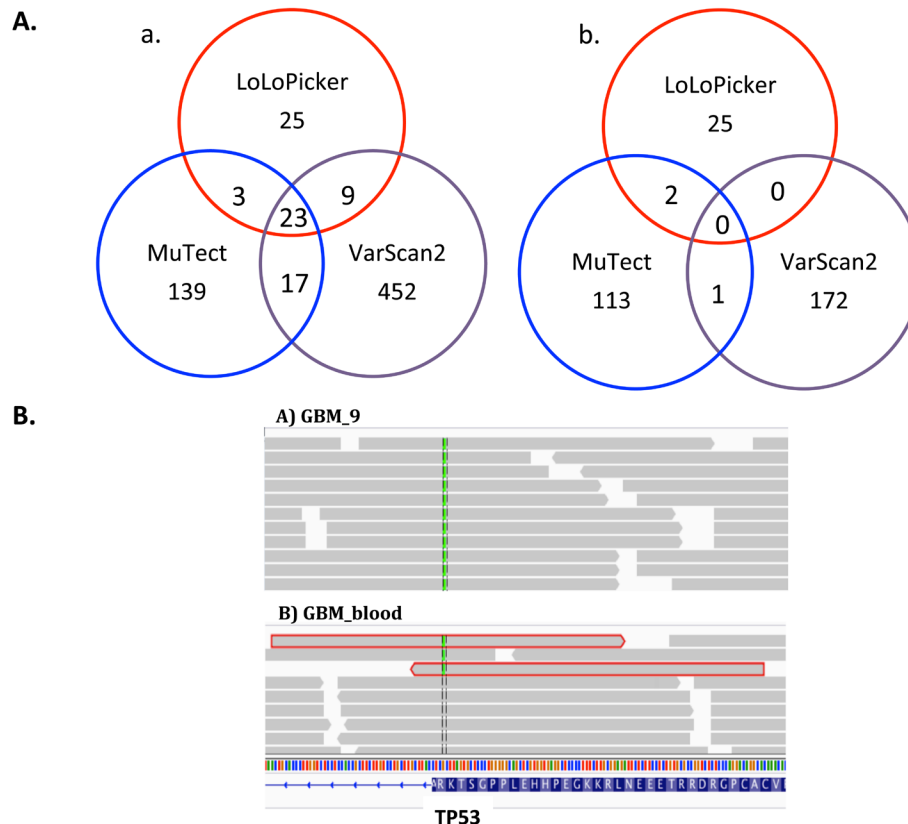 A.
a.
LoLoPicker
25
3
23
9
MuTect
139
17
VarScan2
452
b.
LoLoPicker
25
2
0
0
MuTect
113
1
VarScan2
172
B.
A) GBM_9
B) GBM_blood
RKTSGPPLEHHPEGKKRLNEEETRRDRGPCACV
TP53